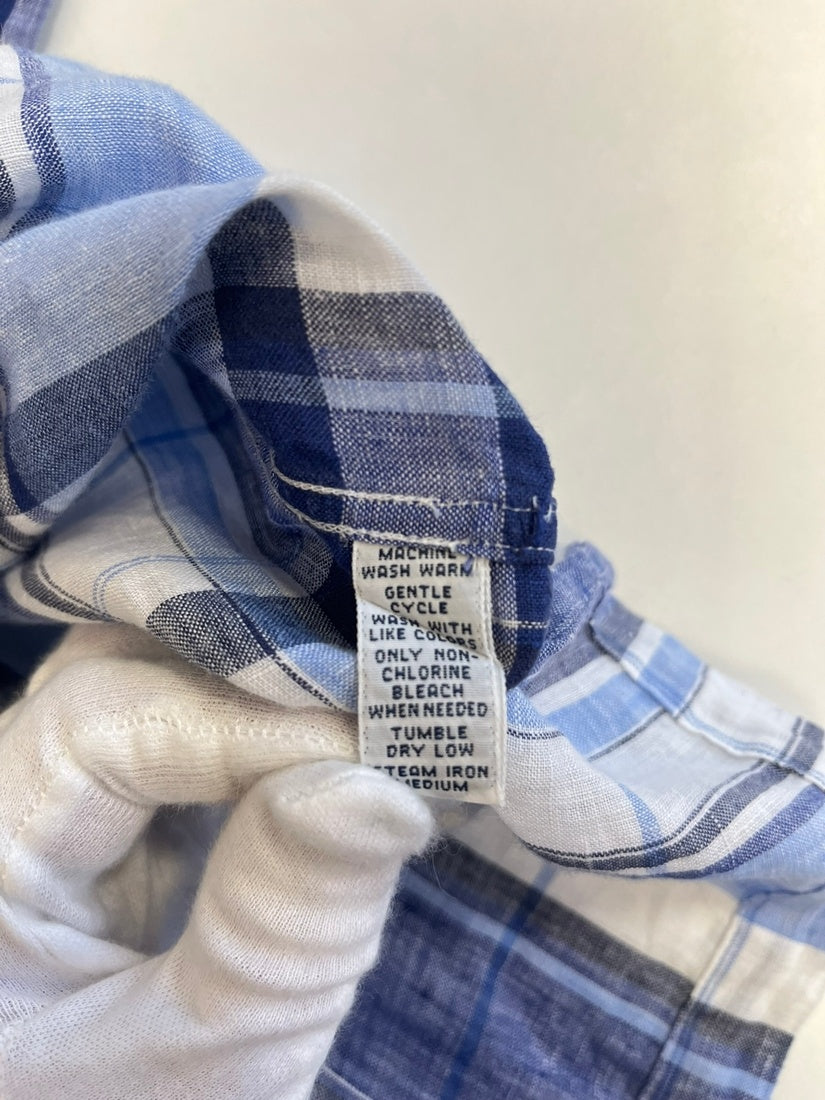 MACHINE
WASH WARM
GENTLE
CYCLE
WASH WITH
LIKE COLORS
ONLY NON-
CHLORINE
BLEACH
WHEN NEEDED
TUMBLE
DRY LOW
STEAM IRON
MEDIUM